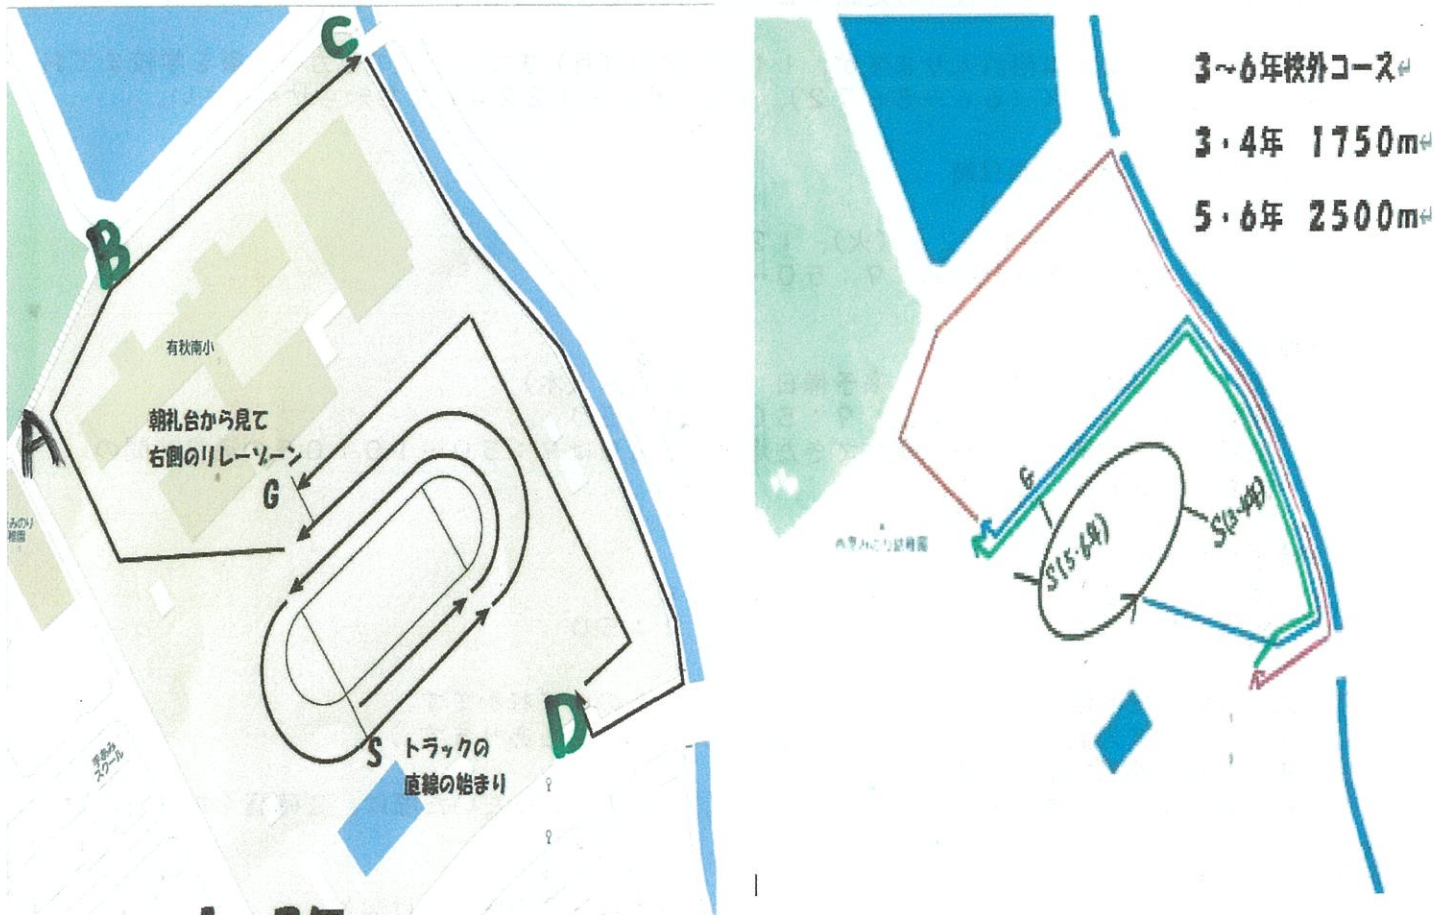 C
B
有秋南小
朝礼台から見て
右側のリレーゾーン
A
G
D
S トラックの
直線の始まり
3~6年校外コース
3・4年 1750m
5・6年 2500m
G
S(5・6年)
S(3・4年)